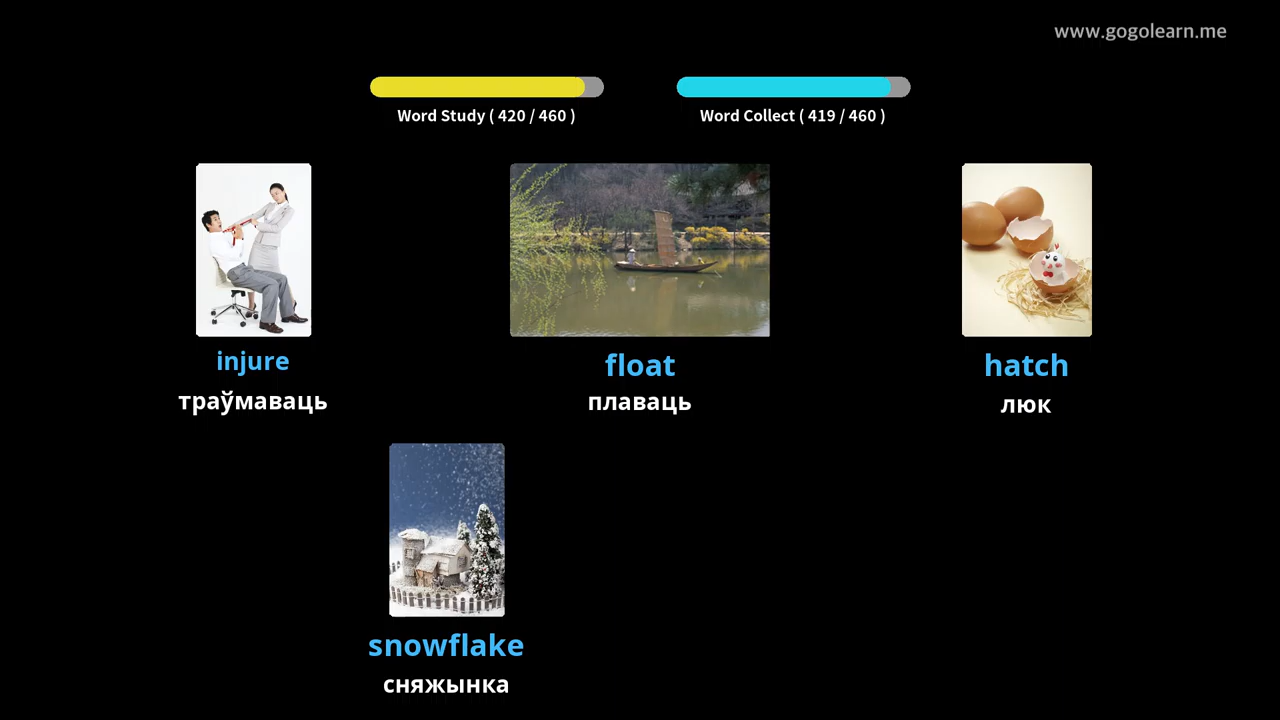 www.gogolearn.me
Word Study ( 420 / 460 )
Word Collect ( 419 / 460 )
injure
траўмаваць
float
плаваць
hatch
люк
snowflake
сняжынка